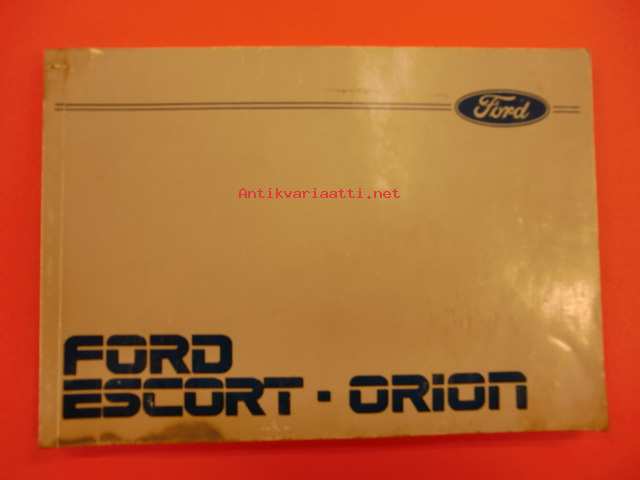 Ford
Antikvariaatti.net
FORD
ESCORT · ORION